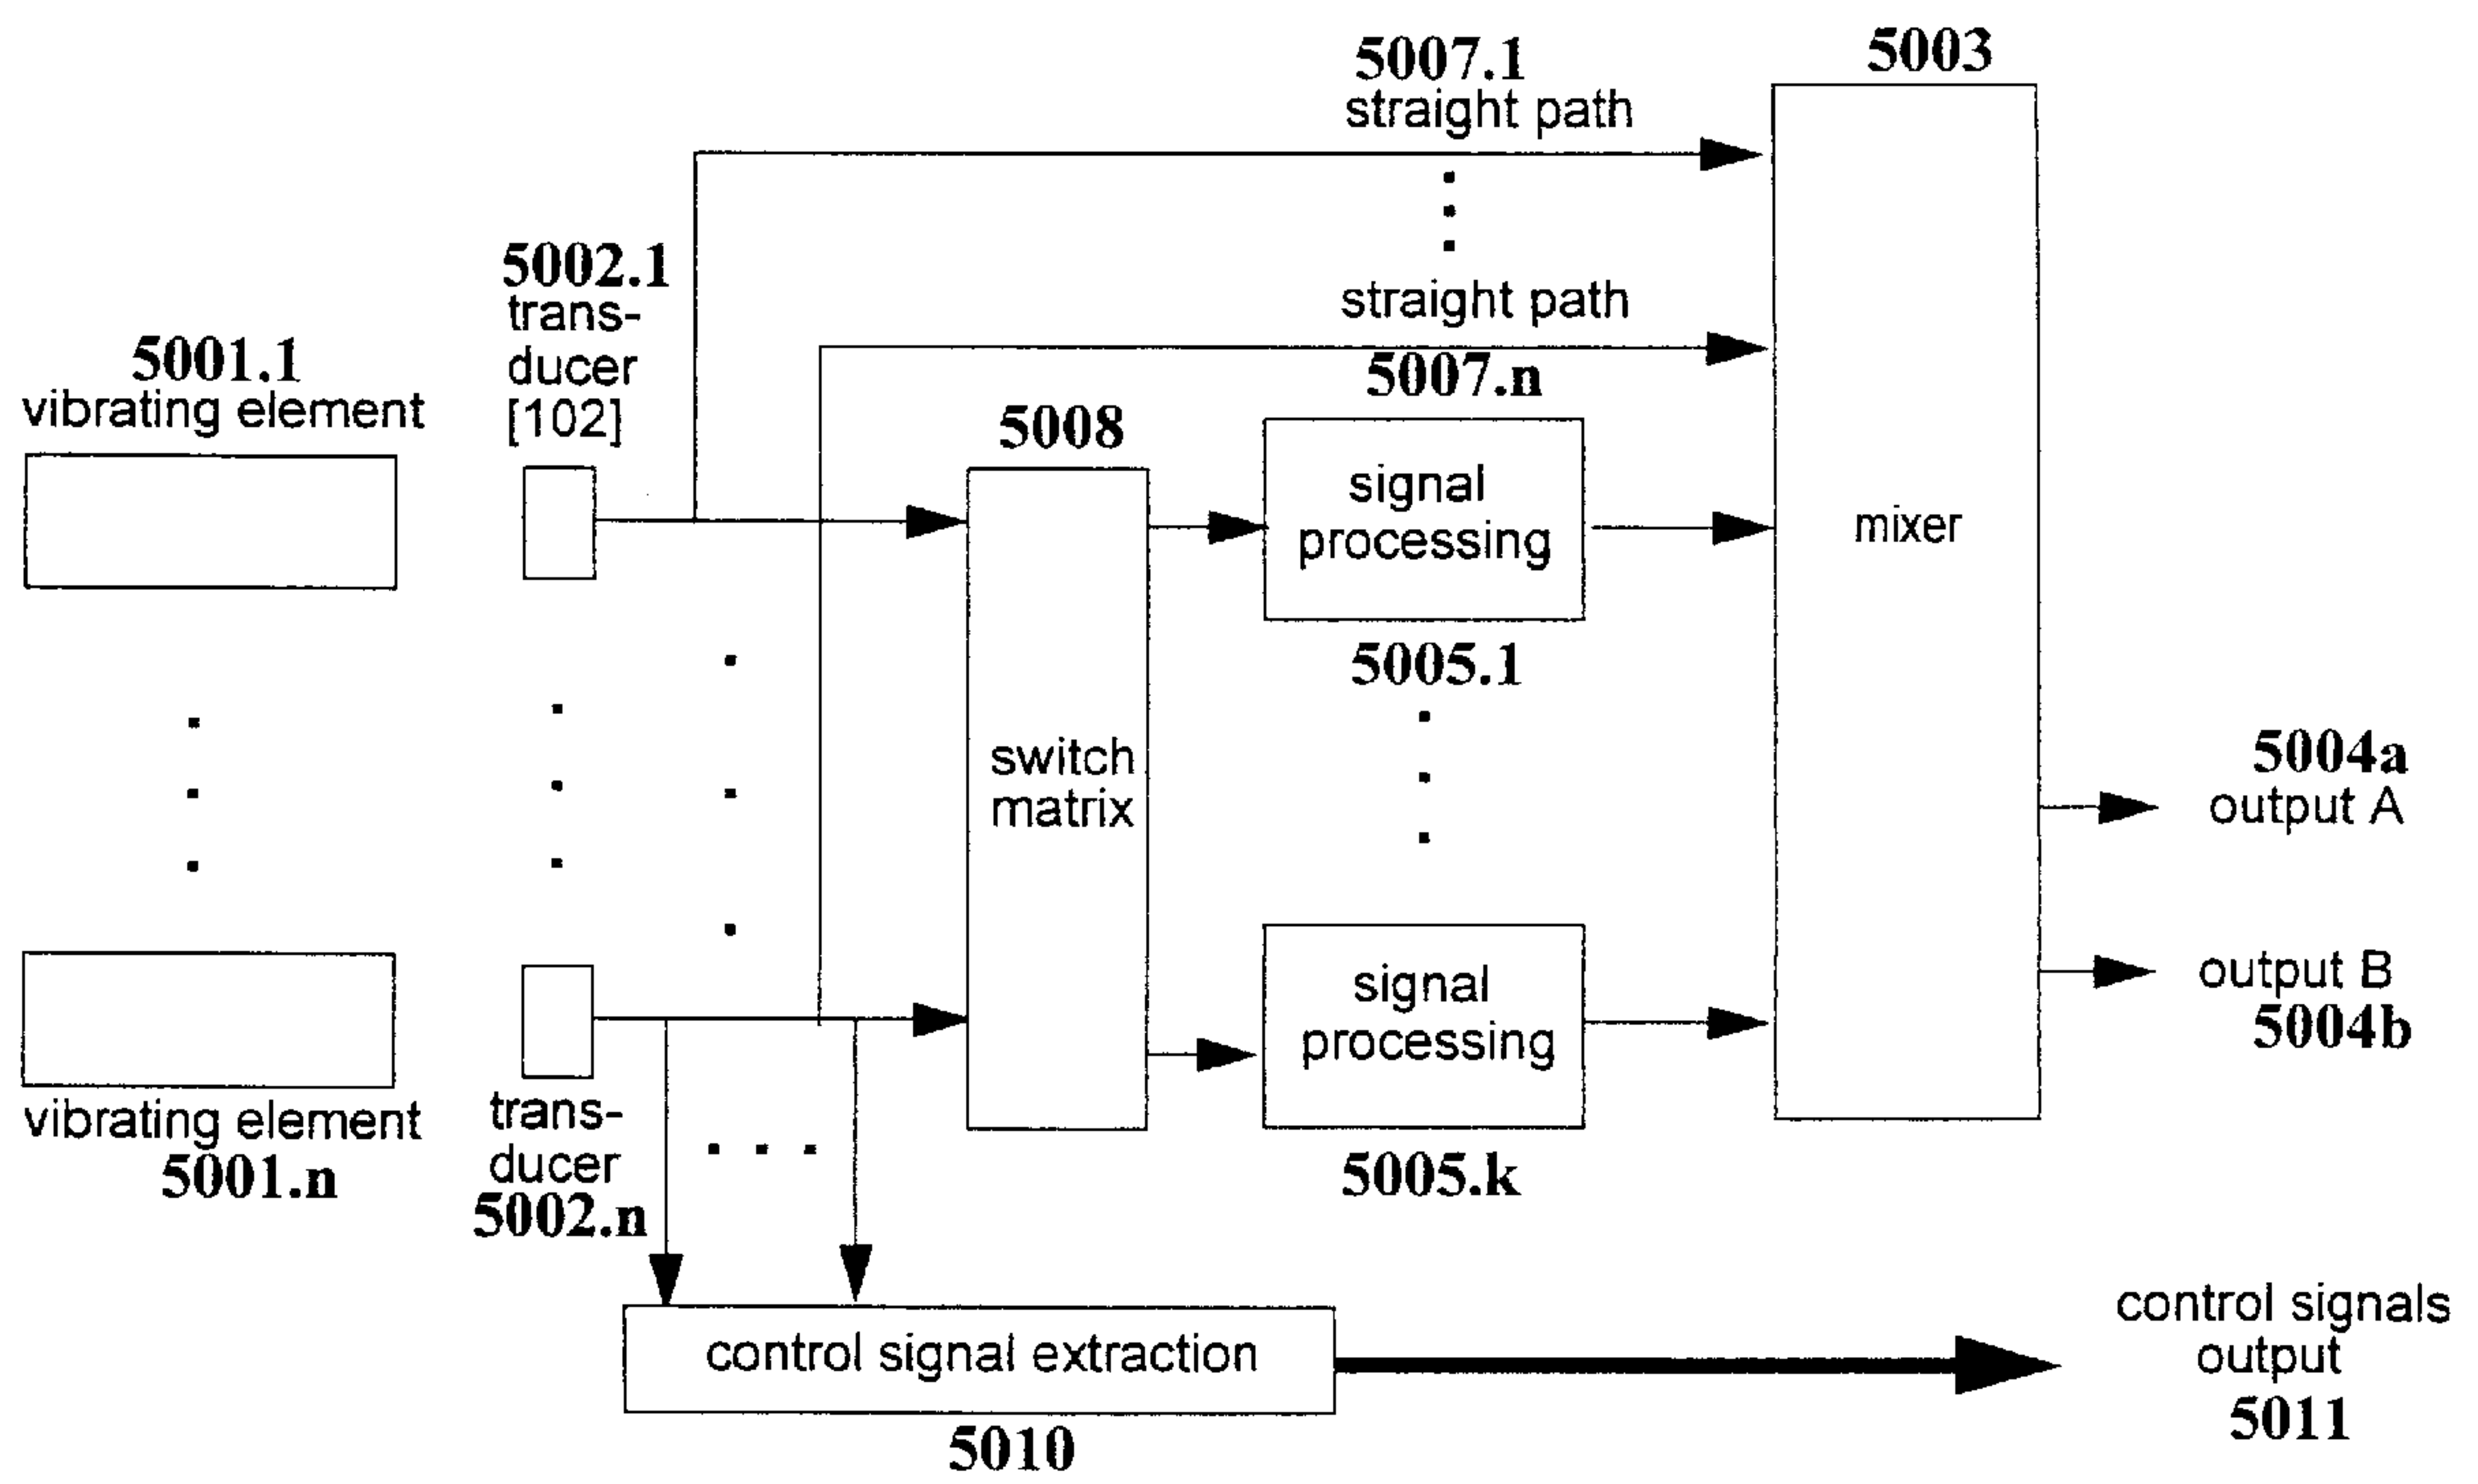 5007.1
straight path
5003
5002.1
trans-
ducer
[102]
straight path
5007.n
5001.1
vibrating element
5008
signal
processing
5005.1
mixer
switch
matrix
5004a
output A
output B
5004b
signal
processing
5005.k
vibrating element
5001.n
trans-
ducer
5002.n
control signal extraction
5010
control signals
output
5011